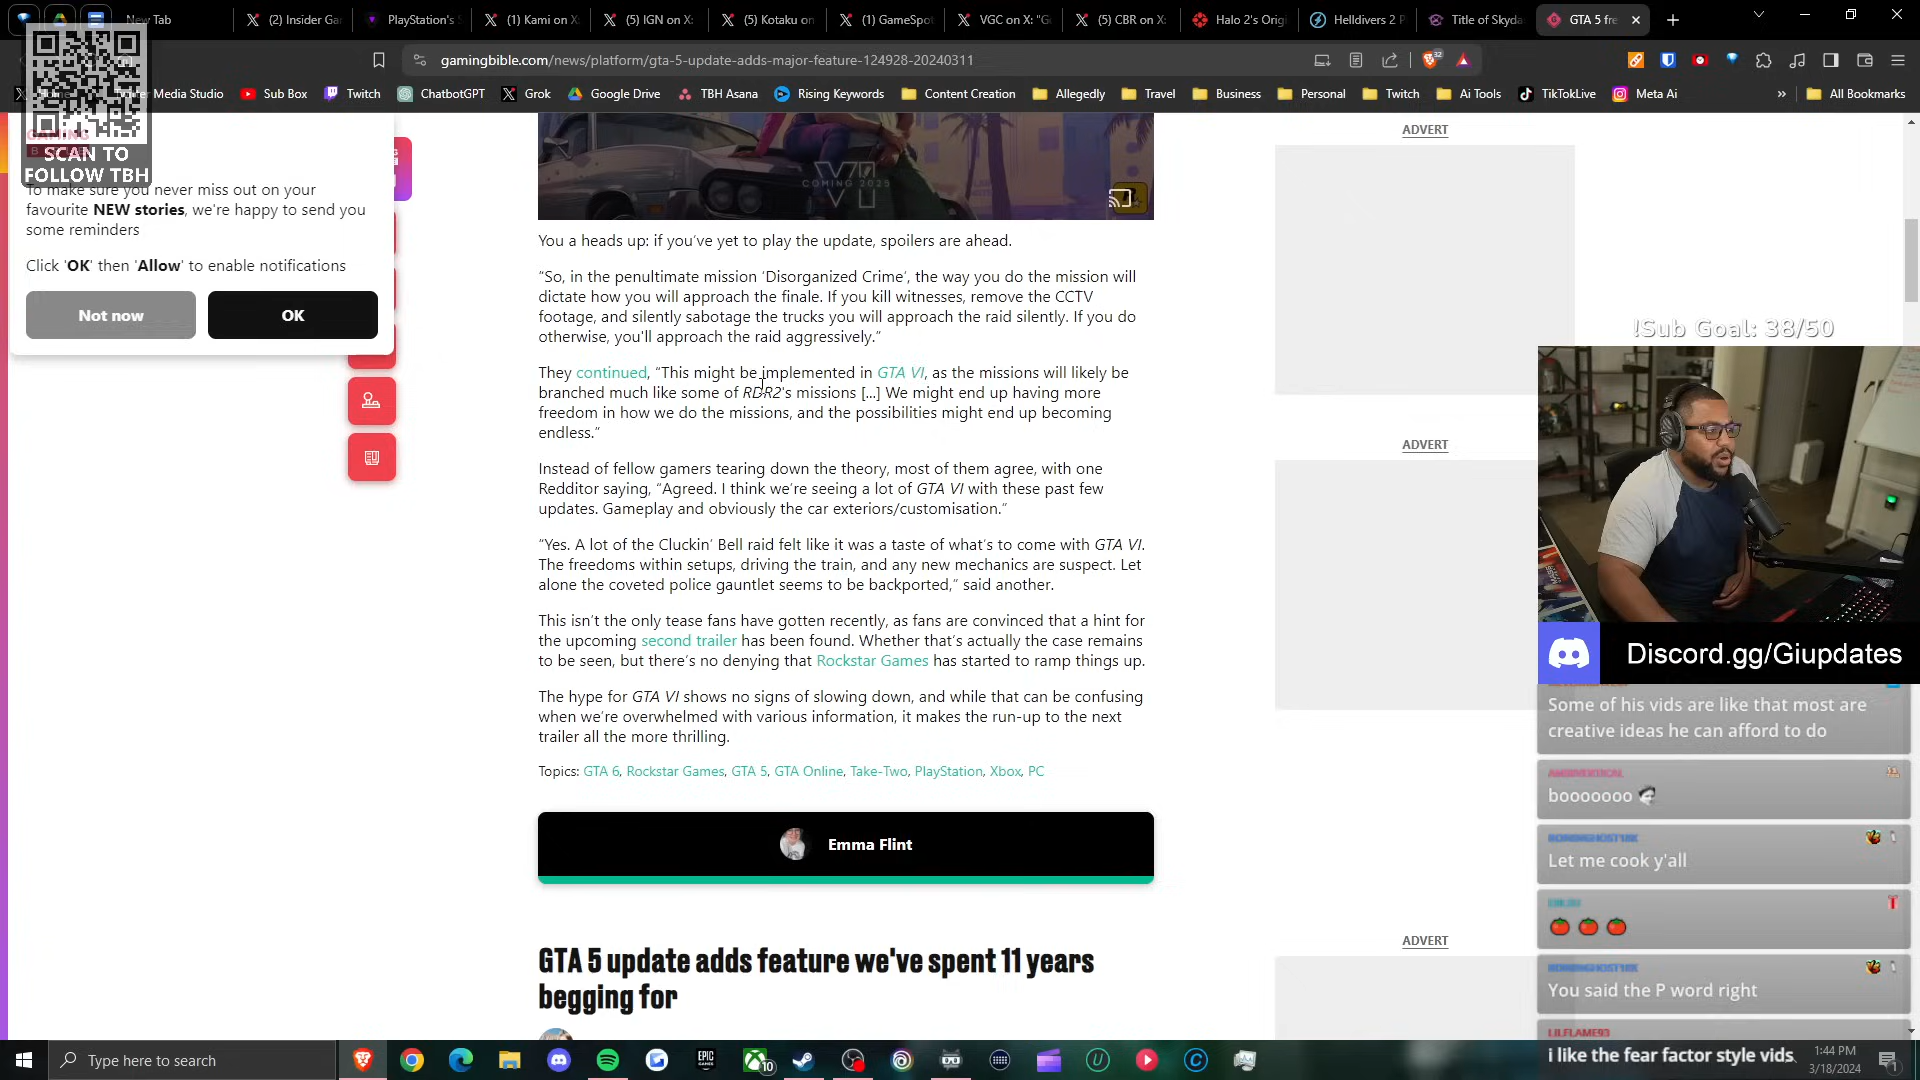 New Tab
(2) Insider Ga
PlayStation's S
(1) Kami on X:
(5) IGN on X:
(5) Kotaku on
(1) GameSpot
VGC on X: "G
(5) CBR on X:
Halo 2's Origi
Helldivers 2 P
Title of Skyda
GTA 5 fre
gamingbible.com/news/platform/gta-5-update-adds-major-feature-124928-20240311
32
Media Studio
Sub Box
Twitch
ChatbotGPT
Grok
Google Drive
TBH Asana
Rising Keywords
Content Creation
Allegedly
Travel
Business
Personal
Twitch
Ai Tools
TikTokLive
Meta Ai
All Bookmarks
SCAN TO
FOLLOW TBH
To make sure you never miss out on your
favourite NEW stories, we're happy to send you
some reminders
Click 'OK' then 'Allow' to enable notifications
Not now
OK
VI
COMING 2025
You a heads up: if you've yet to play the update, spoilers are ahead.
"So, in the penultimate mission 'Disorganized Crime', the way you do the mission will
dictate how you will approach the finale. If you kill witnesses, remove the CCTV
footage, and silently sabotage the trucks you will approach the raid silently. If you do
otherwise, you'll approach the raid aggressively."
They continued, "This might be implemented in GTA VI, as the missions will likely be
branched much like some of RDR2's missions [...] We might end up having more
freedom in how we do the missions, and the possibilities might end up becoming
endless."
Instead of fellow gamers tearing down the theory, most of them agree, with one
Redditor saying, "Agreed. I think we're seeing a lot of GTA VI with these past few
updates. Gameplay and obviously the car exteriors/customisation."
"Yes. A lot of the Cluckin' Bell raid felt like it was a taste of what's to come with GTA VI.
The freedoms within setups, driving the train, and any new mechanics are suspect. Let
alone the coveted police gauntlet seems to be backported," said another.
This isn't the only tease fans have gotten recently, as fans are convinced that a hint for
the upcoming second trailer has been found. Whether that's actually the case remains
to be seen, but there's no denying that Rockstar Games has started to ramp things up.
The hype for GTA VI shows no signs of slowing down, and while that can be confusing
when we're overwhelmed with various information, it makes the run-up to the next
trailer all the more thrilling.
Topics: GTA 6, Rockstar Games, GTA 5, GTA Online, Take-Two, PlayStation, Xbox, PC
Emma Flint
GTA 5 update adds feature we've spent 11 years
begging for
ADVERT
ADVERT
ADVERT
!Sub Goal: 38/50
Discord.gg/Giupdates
Some of his vids are like that most are
creative ideas he can afford to do
booooooo
Let me cook y'all
You said the P word right
LILFLAME93
i like the fear factor style vids
Type here to search
10
1:44 PM
3/18/2024
1